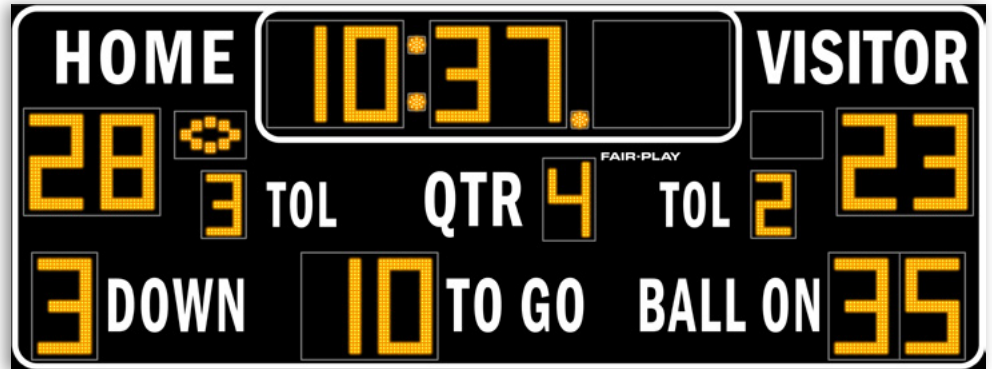 HOME 10:37. VISITOR
28 23
FAIR-PLAY
3 TOL QTR 4 TOL 2
3 DOWN 10 TO GO BALL ON 35